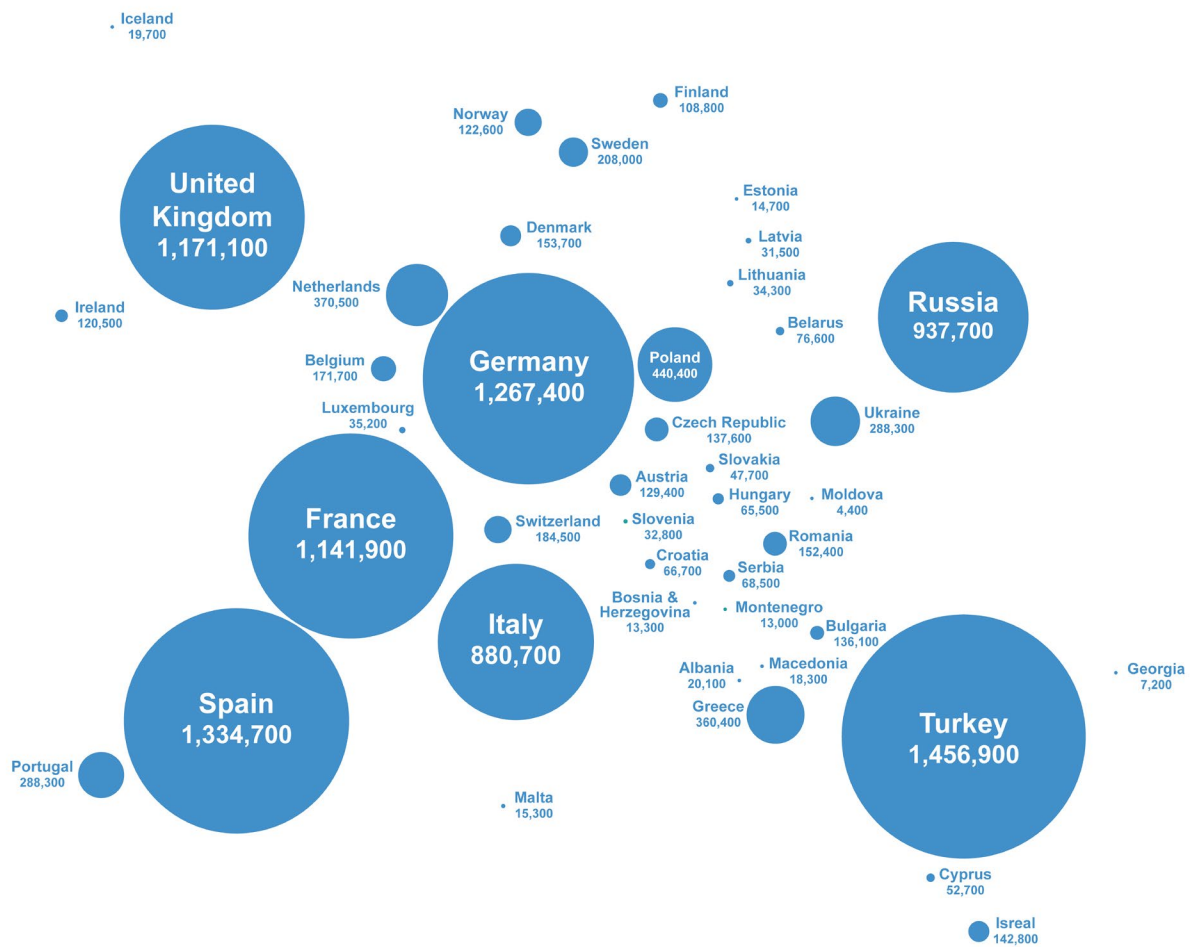 Iceland
19,700
Finland
108,800
Norway
122,600
Sweden
208,000
United
Kingdom
1,171,100
Estonia
14,700
Denmark
153,700
Latvia
31,500
Lithuania
34,300
Netherlands
370,500
Ireland
120,500
Russia
937,700
Belarus
76,600
Belgium
171,700
Germany
1,267,400
Poland
440,400
Luxembourg
35,200
Ukraine
288,300
Czech Republic
137,600
Slovakia
47,700
Austria
129,400
Hungary
65,500
Moldova
4,400
France
1,141,900
Switzerland
184,500
Slovenia
32,800
Romania
152,400
Croatia
66,700
Serbia
68,500
Bosnia &
Herzegovina
13,300
Montenegro
13,000
Bulgaria
136,100
Italy
880,700
Albania
20,100
Macedonia
18,300
Georgia
7,200
Greece
360,400
Spain
1,334,700
Turkey
1,456,900
Portugal
288,300
Malta
15,300
Cyprus
52,700
Isreal
142,800